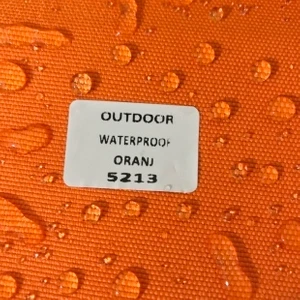 OUTDOOR
WATERPROOF
ORANJ
5213